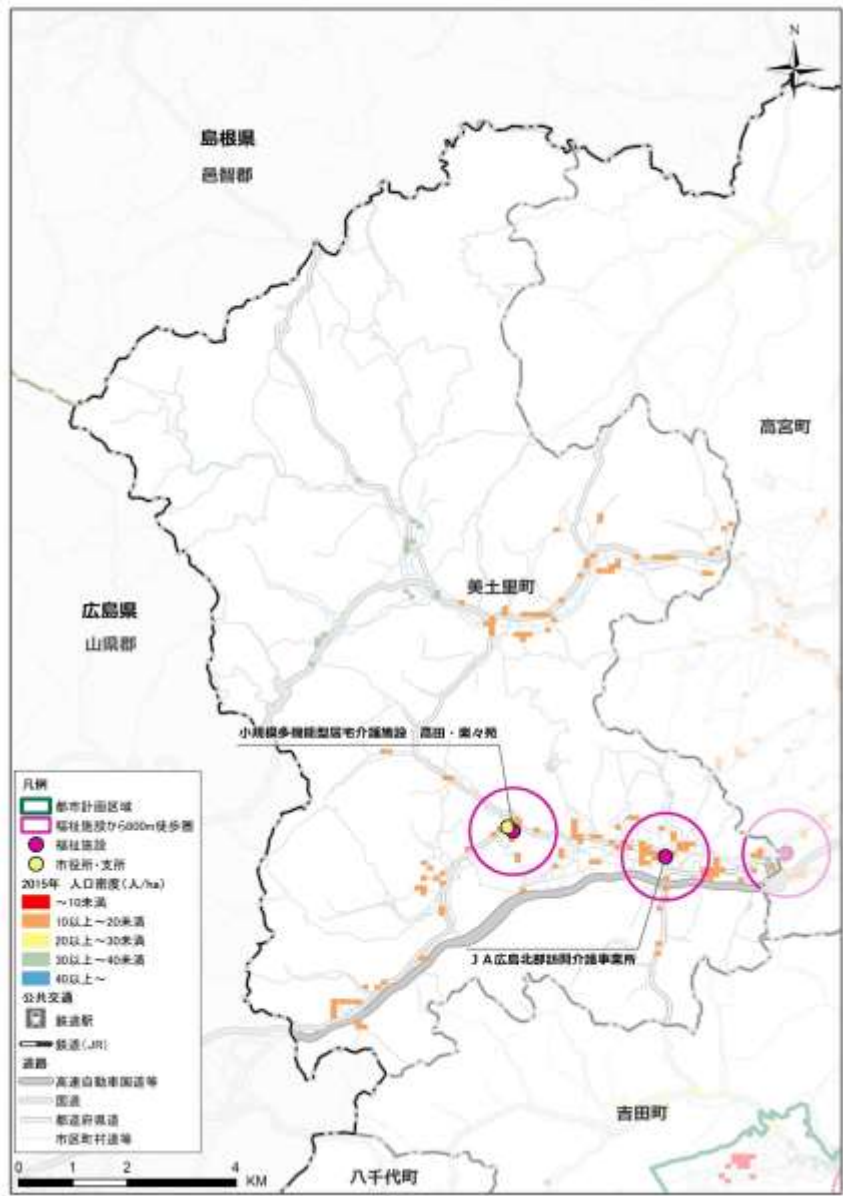 N
島根県
邑智郡
高宮町
美土里町
広島県
山県郡
小規模多機能型居宅介護施設 高田・楽々苑
JA広島北部訪問介護事業所
吉田町
八千代町
凡例
都市計画区域
福祉施設から800m徒歩圏
福祉施設
市役所・支所
2015年 人口密度(人/ha)
~10未満
10以上~20未満
20以上~30未満
30以上~40未満
40以上~
公共交通
鉄道駅
鉄道(JR)
道路
高速自動車国道等
国道
都道府県道
市区町村道等
0 1 2 4
KM